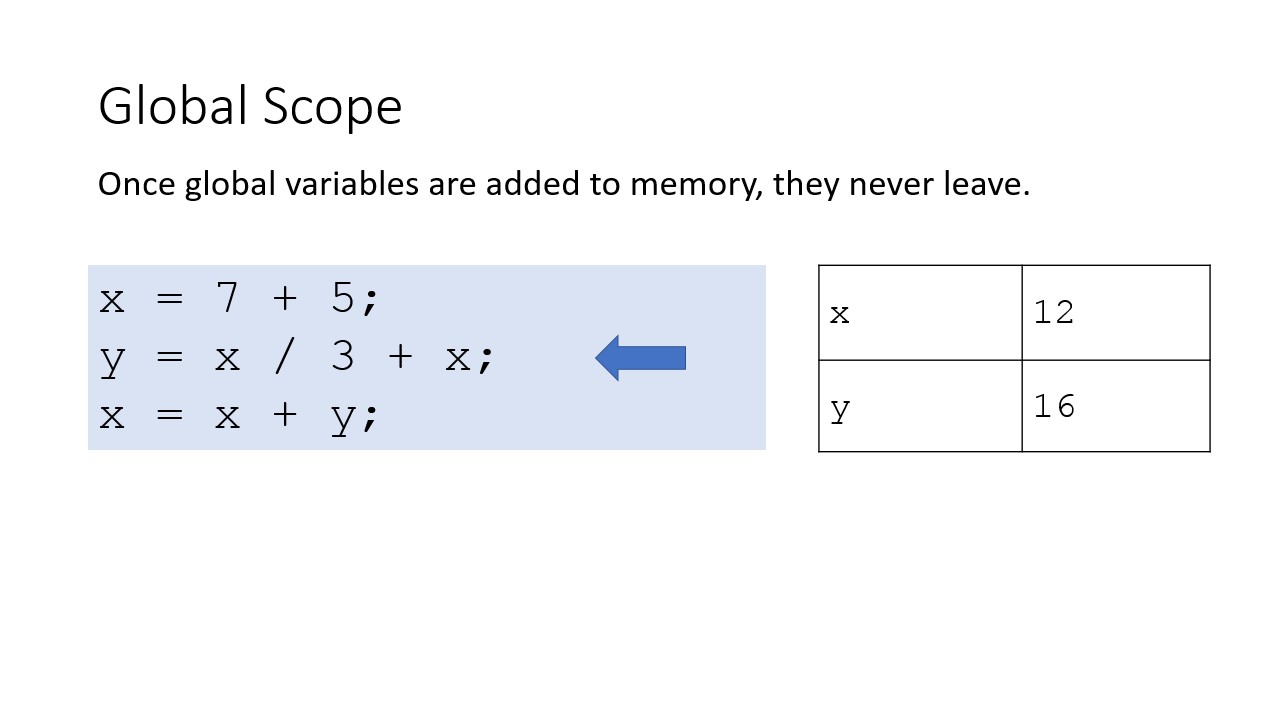 Global Scope
Once global variables are added to memory, they never leave.
x = 7 + 5;
y = x / 3 + x;
x = x + y;
x 12
y 16